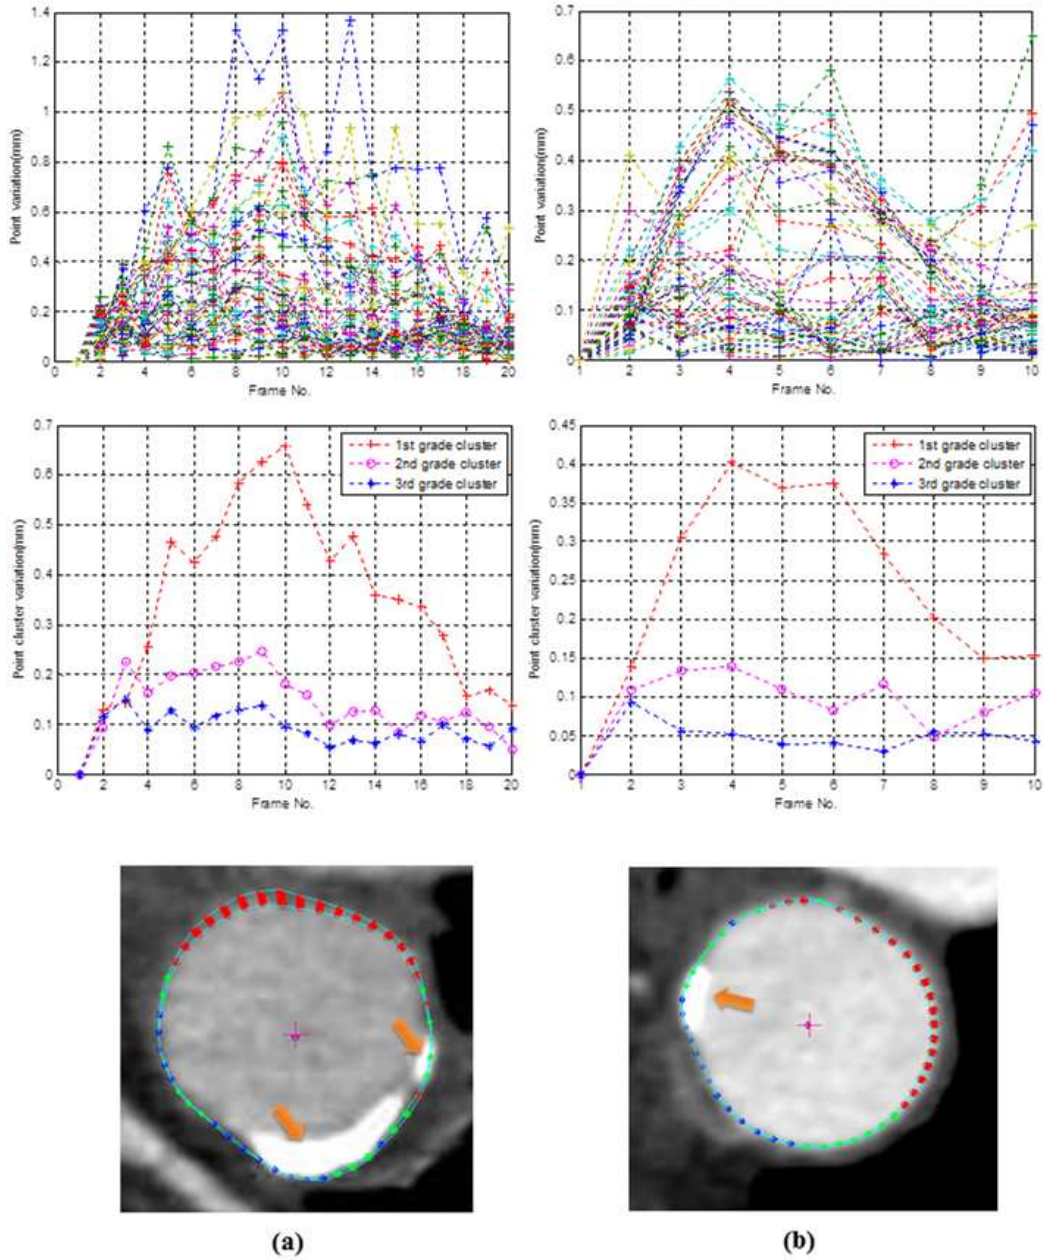 1.4
1.2
1
0.8
0.6
0.4
0.2
0
Point variation(mm)
0 2 4 6 8 10 12 14 16 18 20
Frame No.
0.7
0.6
0.5
0.4
0.3
0.2
0.1
0
Point variation(mm)
1 2 3 4 5 6 7 8 9 10
Frame No.
0.7
0.6
0.5
0.4
0.3
0.2
0.1
0
Point cluster variation(mm)
1st grade cluster
2nd grade cluster
3rd grade cluster
0 2 4 6 8 10 12 14 16 18 20
Frame No.
0.45
0.4
0.35
0.3
0.25
0.2
0.15
0.1
0.05
0
Point cluster variation(mm)
1st grade cluster
2nd grade cluster
3rd grade cluster
1 2 3 4 5 6 7 8 9 10
Frame No.
(a)
(b)